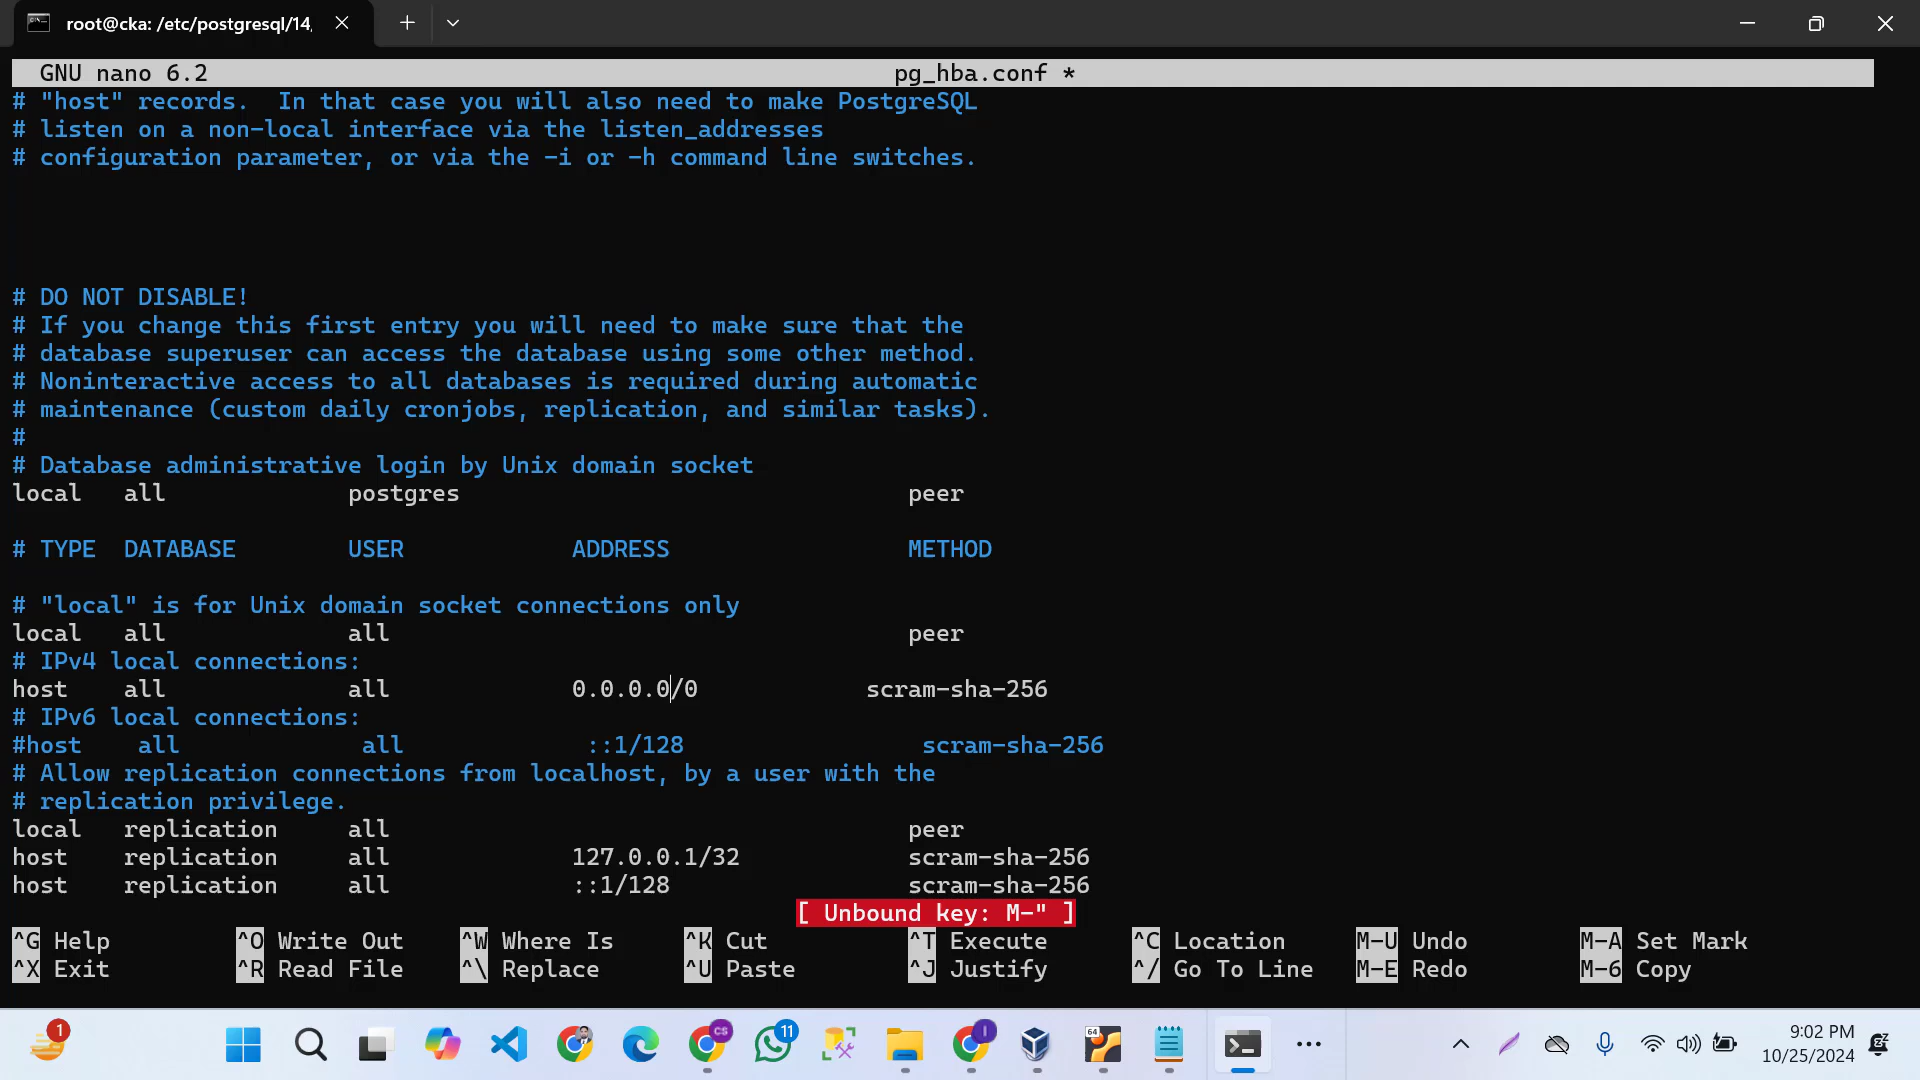 root@cka: /etc/postgresql/14,
GNU nano 6.2 pg_hba.conf *
# "host" records.  In that case you will also need to make PostgreSQL
# listen on a non-local interface via the listen_addresses
# configuration parameter, or via the -i or -h command line switches.
# DO NOT DISABLE!
# If you change this first entry you will need to make sure that the
# database superuser can access the database using some other method.
# Noninteractive access to all databases is required during automatic
# maintenance (custom daily cronjobs, replication, and similar tasks).
#
# Database administrative login by Unix domain socket
local   all             postgres                                peer
# TYPE  DATABASE        USER            ADDRESS                 METHOD
# "local" is for Unix domain socket connections only
local   all             all                                     peer
# IPv4 local connections:
host    all             all             0.0.0.0/0            scram-sha-256
# IPv6 local connections:
#host    all             all             ::1/128                 scram-sha-256
# Allow replication connections from localhost, by a user with the
# replication privilege.
local   replication     all                                     peer
host    replication     all             127.0.0.1/32            scram-sha-256
host    replication     all             ::1/128                 scram-sha-256
[ Unbound key: M-" ]
^G Help ^O Write Out ^W Where Is ^K Cut ^T Execute ^C Location M-U Undo M-A Set Mark
^X Exit ^R Read File ^\ Replace ^U Paste ^J Justify ^/ Go To Line M-E Redo M-6 Copy
1
CS
11
I
64
9:02 PM
10/25/2024